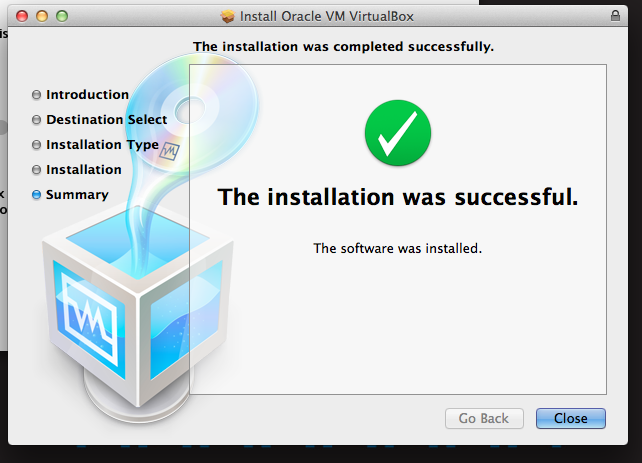 Install Oracle VM VirtualBox
The installation was completed successfully.
Introduction
Destination Select
Installation Type
Installation
Summary
The installation was successful.
The software was installed.
Go Back
Close